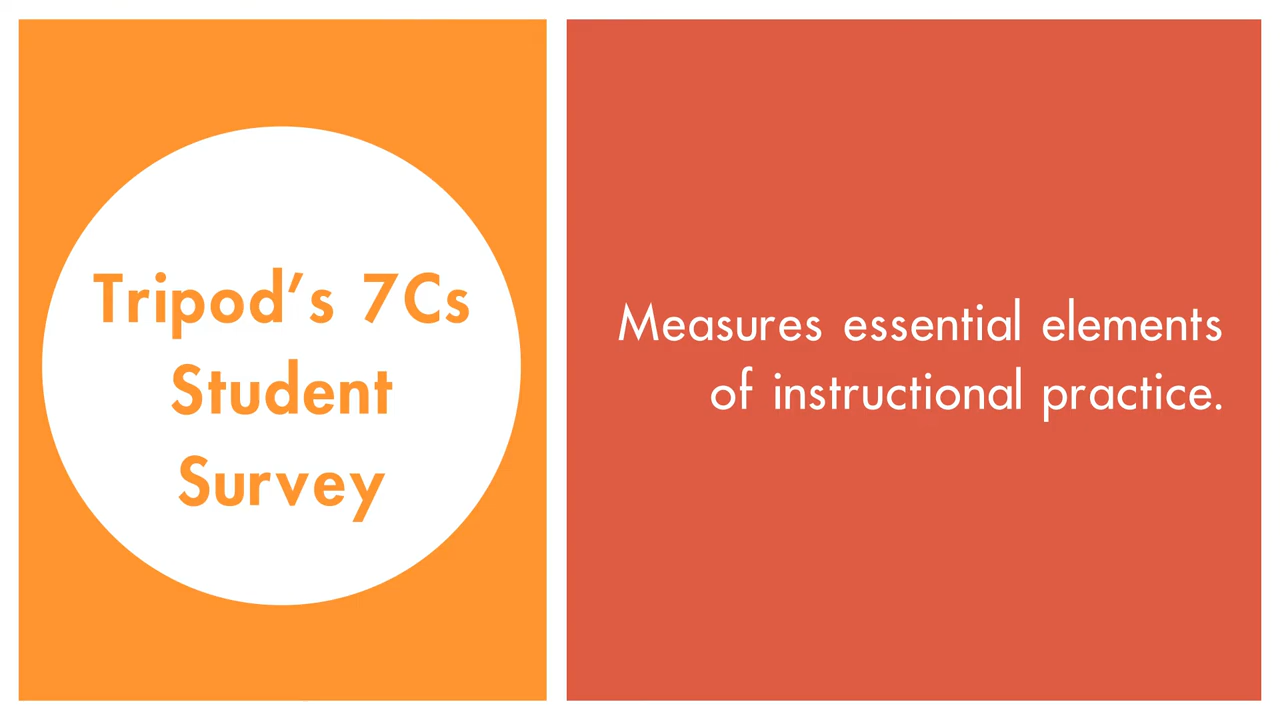 Tripod’s 7Cs
Student
Survey
Measures essential elements
of instructional practice.